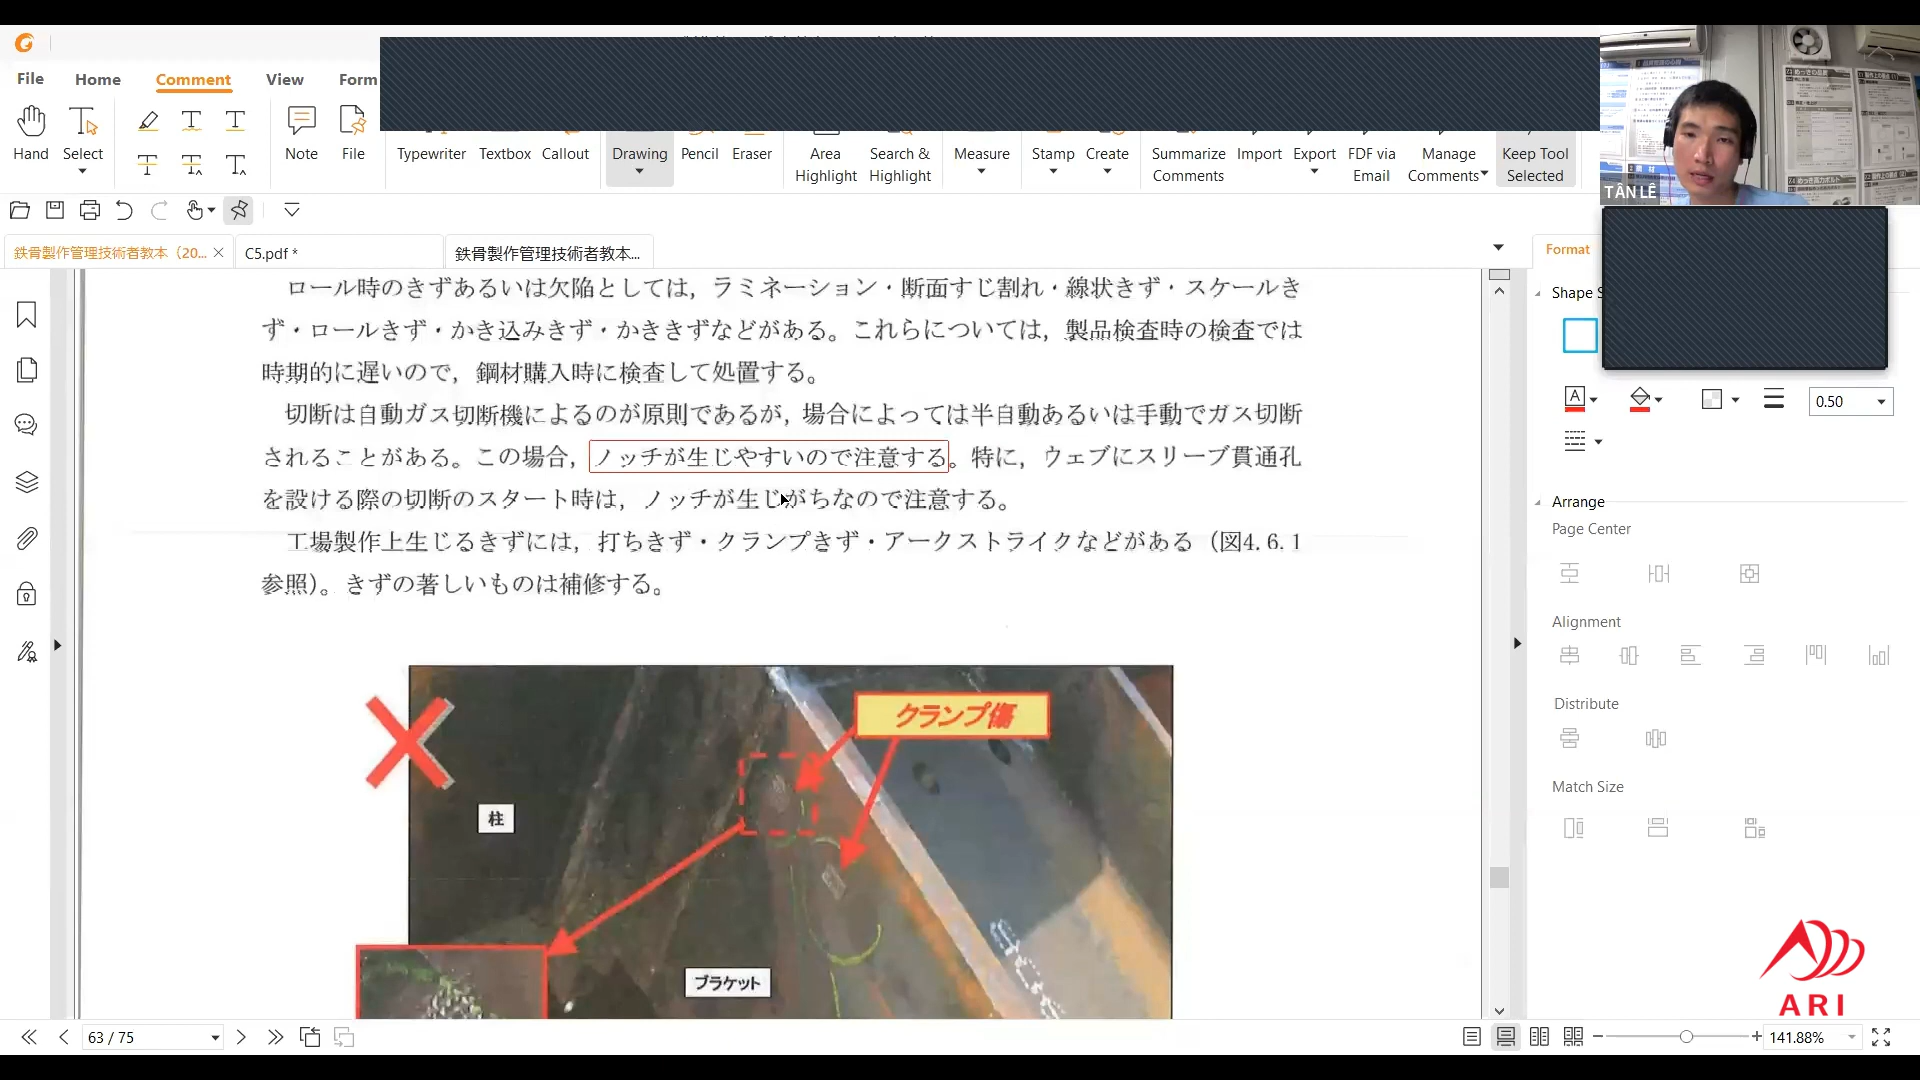 File
Home
Comment
View
Form
Hand
Select
Note
File
Typewriter
Textbox
Callout
Drawing
Pencil
Eraser
Area Highlight
Search & Highlight
Measure
Stamp
Create
Summarize Comments
Import
Export
FDF via Email
Manage Comments
Keep Tool Selected
TÂN LÊ
鉄骨製作管理技術者教本（20...
C5.pdf *
鉄骨製作管理技術者教本...
Format
Shape S
0.50
Arrange
Page Center
Alignment
Distribute
Match Size
ロール時のきずあるいは欠陥としては，ラミネーション・断面すじ割れ・線状きず・スケールき
ず・ロールきず・かき込みきず・かききずなどがある。これらについては，製品検査時の検査では
時期的に遅いので，鋼材購入時に検査して処置する。
切断は自動ガス切断機によるのが原則であるが，場合によっては半自動あるいは手動でガス切断
されることがある。この場合，ノッチが生じやすいので注意する。特に，ウェブにスリーブ貫通孔
を設ける際の切断のスタート時は，ノッチが生じがちなので注意する。
工場製作上生じるきずには，打ちきず・クランプきず・アークストライクなどがある（図4.6.1
参照）。きずの著しいものは補修する。
クランプ傷
柱
ブラケット
ARI
63 / 75
141.88%